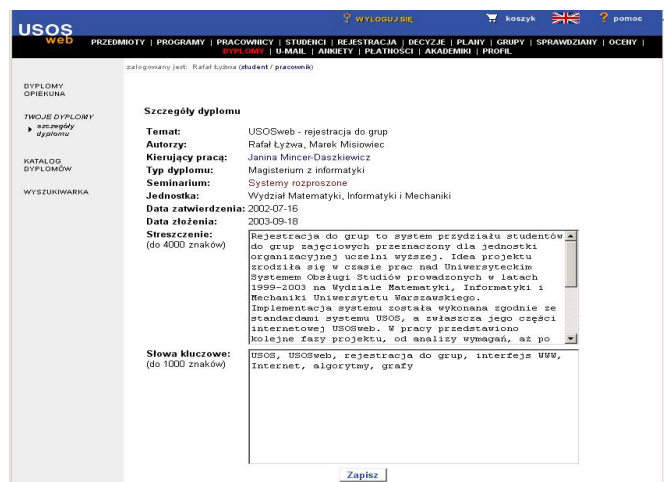 USOS
web
WYLOGUJ SIĘ
koszyk
? pomoc
PRZEDMIOTY | PROGRAMY | PRACOWNICY | STUDENCI | REJESTRACJA | DECYZJE | PLANY | GRUPY | SPRAWDZIANY | OCENY |
DYPLOMY | U-MAIL | ANKIETY | PŁATNOŚCI | AKADEMIKI | PROFIL
zalogowany jest: Rafał Łyżwa (student / pracownik)
DYPLOMY
OPIEKUNA
TWOJE DYPLOMY
szczegóły
dyplomu
KATALOG
DYPLOMÓW
WYSZUKIWARKA
Szczegóły dyplomu
Temat: USOSweb - rejestracja do grup
Autorzy: Rafał Łyżwa, Marek Misiowiec
Kierujący pracą: Janina Mincer-Daszkiewicz
Typ dyplomu: Magisterium z informatyki
Seminarium: Systemy rozproszone
Jednostka: Wydział Matematyki, Informatyki i Mechaniki
Data zatwierdzenia: 2002-07-16
Data złożenia: 2003-09-18
Streszczenie:
(do 4000 znaków)
Rejestracja do grup to system przydziału studentów
do grup zajęciowych przeznaczony dla jednostki
organizacyjnej uczelni wyższej. Idea projektu
zrodziła się w czasie prac nad Uniwersyteckim
Systemem Obsługi Studiów prowadzonych w latach
1999-2003 na Wydziale Matematyki, Informatyki i
Mechaniki Uniwersytetu Warszawskiego.
Implementacja systemu została wykonana zgodnie ze
standardami systemu USOS, a zwłaszcza jego części
internetowej USOSweb. W pracy przedstawiono
kolejne fazy projektu, od analizy wymagań, aż po
Słowa kluczowe:
(do 1000 znaków)
USOS, USOSweb, rejestracja do grup, interfejs WWW,
Internet, algorytmy, grafy
Zapisz